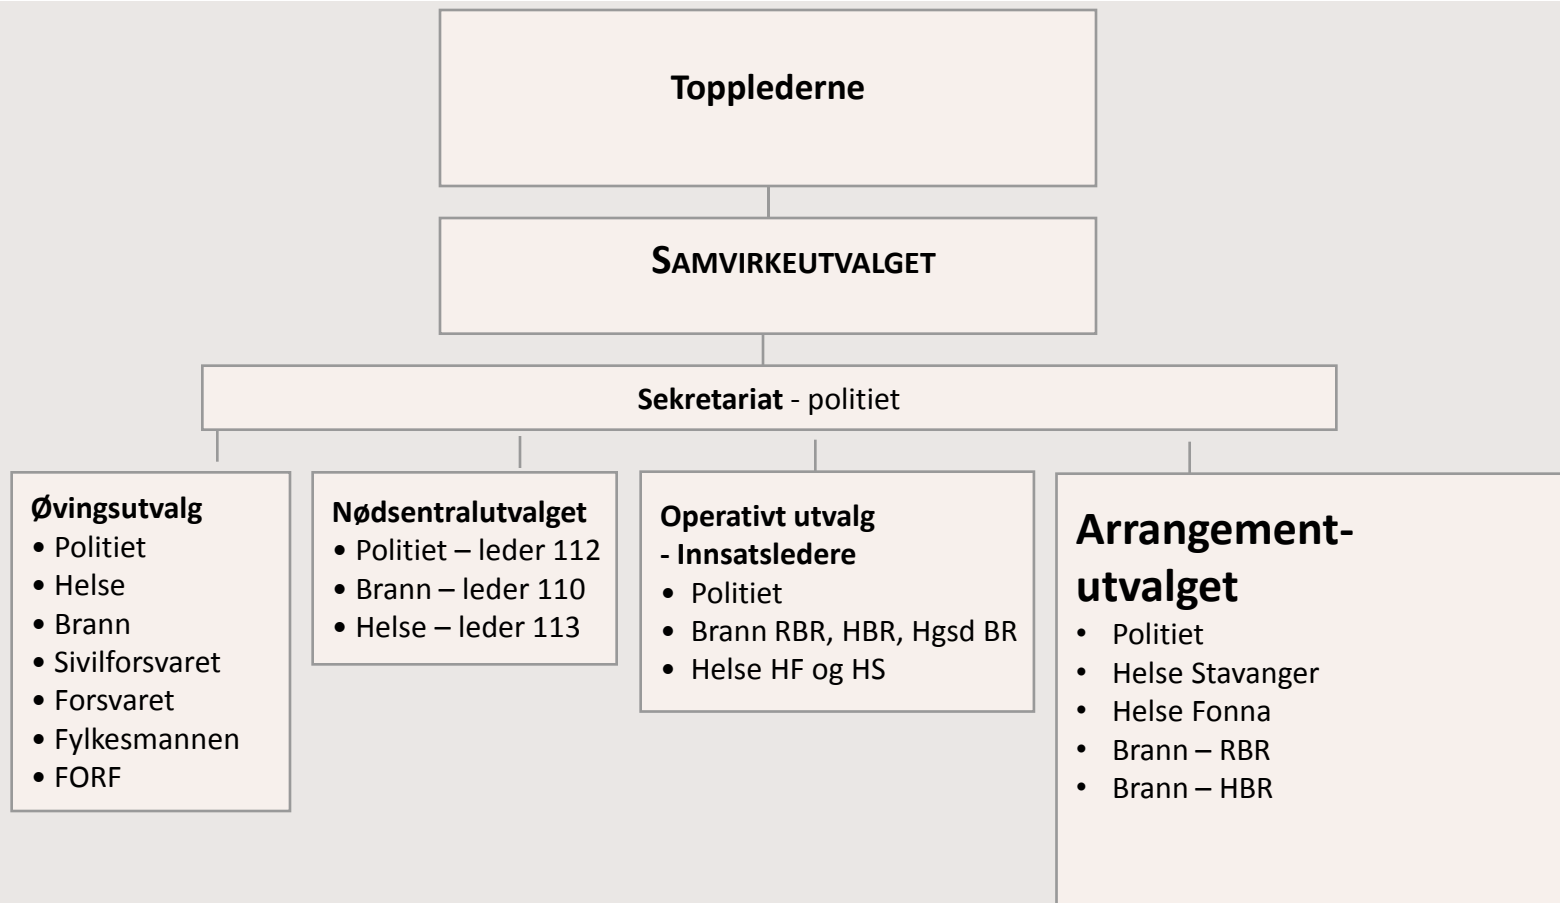 Topplederne
SAMVIRKEUTVALGET
Sekretariat - politiet
Øvingsutvalg
• Politiet
• Helse
• Brann
• Sivilforsvaret
• Forsvaret
• Fylkesmannen
• FORF
Nødsentralutvalget
• Politiet – leder 112
• Brann – leder 110
• Helse – leder 113
Operativt utvalg
- Innsatsledere
• Politiet
• Brann RBR, HBR, Hgsd BR
• Helse HF og HS
Arrangement-
utvalget
• Politiet
• Helse Stavanger
• Helse Fonna
• Brann – RBR
• Brann – HBR